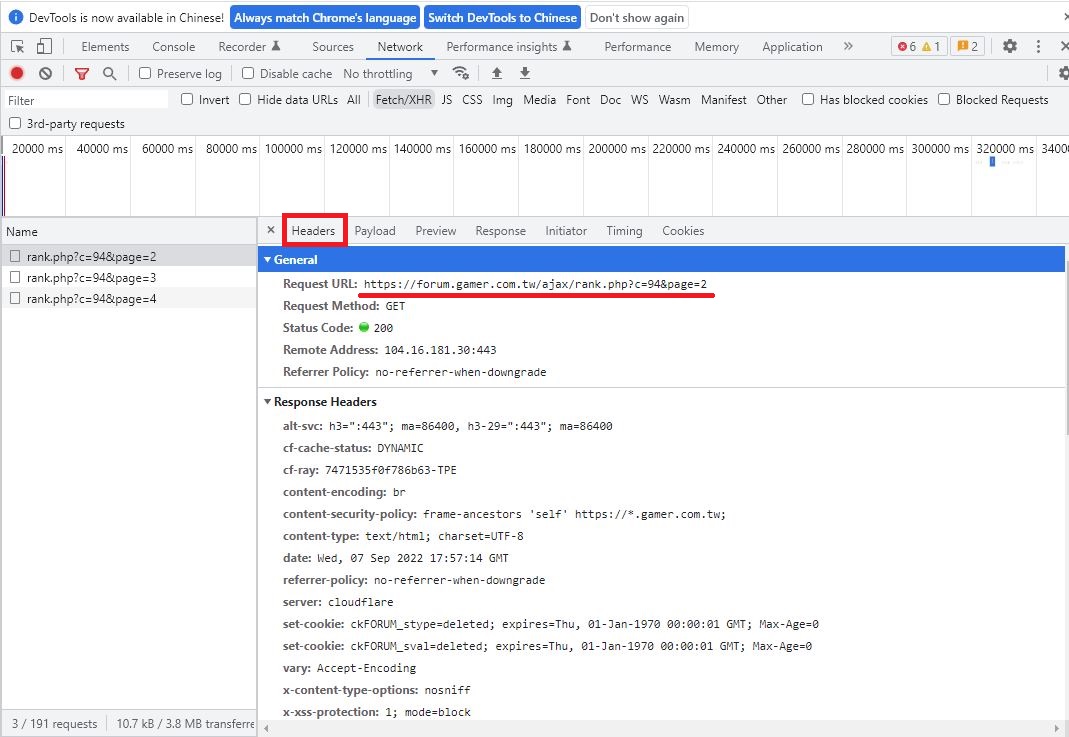 DevTools is now available in Chinese! Always match Chrome's language Switch DevTools to Chinese Don't show again
Elements Console Recorder Sources Network Performance insights Performance Memory Application » 6 1 2
Preserve log Disable cache No throttling
Filter Invert Hide data URLs All Fetch/XHR JS CSS Img Media Font Doc WS Wasm Manifest Other Has blocked cookies Blocked Requests
3rd-party requests
20000 ms 40000 ms 60000 ms 80000 ms 100000 ms 120000 ms 140000 ms 160000 ms 180000 ms 200000 ms 220000 ms 240000 ms 260000 ms 280000 ms 300000 ms 320000 ms 3400
Name
rank.php?c=94&page=2
rank.php?c=94&page=3
rank.php?c=94&page=4
3 / 191 requests 10.7 kB / 3.8 MB transferre
× Headers Payload Preview Response Initiator Timing Cookies
General
Request URL: https://forum.gamer.com.tw/ajax/rank.php?c=94&page=2
Request Method: GET
Status Code: 200
Remote Address: 104.16.181.30:443
Referrer Policy: no-referrer-when-downgrade
Response Headers
alt-svc: h3=":443"; ma=86400, h3-29=":443"; ma=86400
cf-cache-status: DYNAMIC
cf-ray: 7471535f0f786b63-TPE
content-encoding: br
content-security-policy: frame-ancestors 'self' https://*.gamer.com.tw;
content-type: text/html; charset=UTF-8
date: Wed, 07 Sep 2022 17:57:14 GMT
referrer-policy: no-referrer-when-downgrade
server: cloudflare
set-cookie: ckFORUM_stype=deleted; expires=Thu, 01-Jan-1970 00:00:01 GMT; Max-Age=0
set-cookie: ckFORUM_sval=deleted; expires=Thu, 01-Jan-1970 00:00:01 GMT; Max-Age=0
vary: Accept-Encoding
x-content-type-options: nosniff
x-xss-protection: 1; mode=block